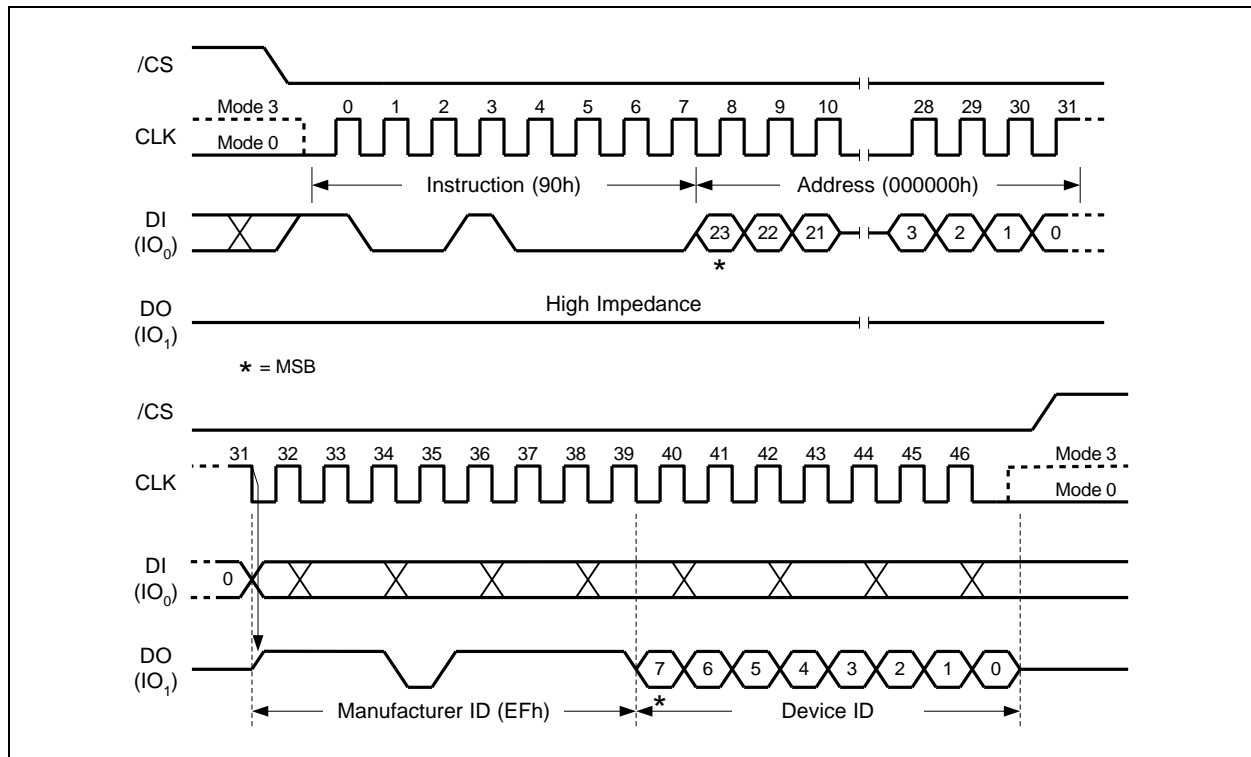 /CS
Mode 3
0 1 2 3 4 5 6 7 8 9 10 28 29 30 31
CLK
Mode 0
Instruction (90h) Address (000000h)
DI
(IO0)
23 22 21 3 2 1 0
*
High Impedance
DO
(IO1)
* = MSB
/CS
31 32 33 34 35 36 37 38 39 40 41 42 43 44 45 46
Mode 3
CLK
Mode 0
DI
(IO0)
0
DO
(IO1)
7 6 5 4 3 2 1 0
*
Manufacturer ID (EFh) Device ID